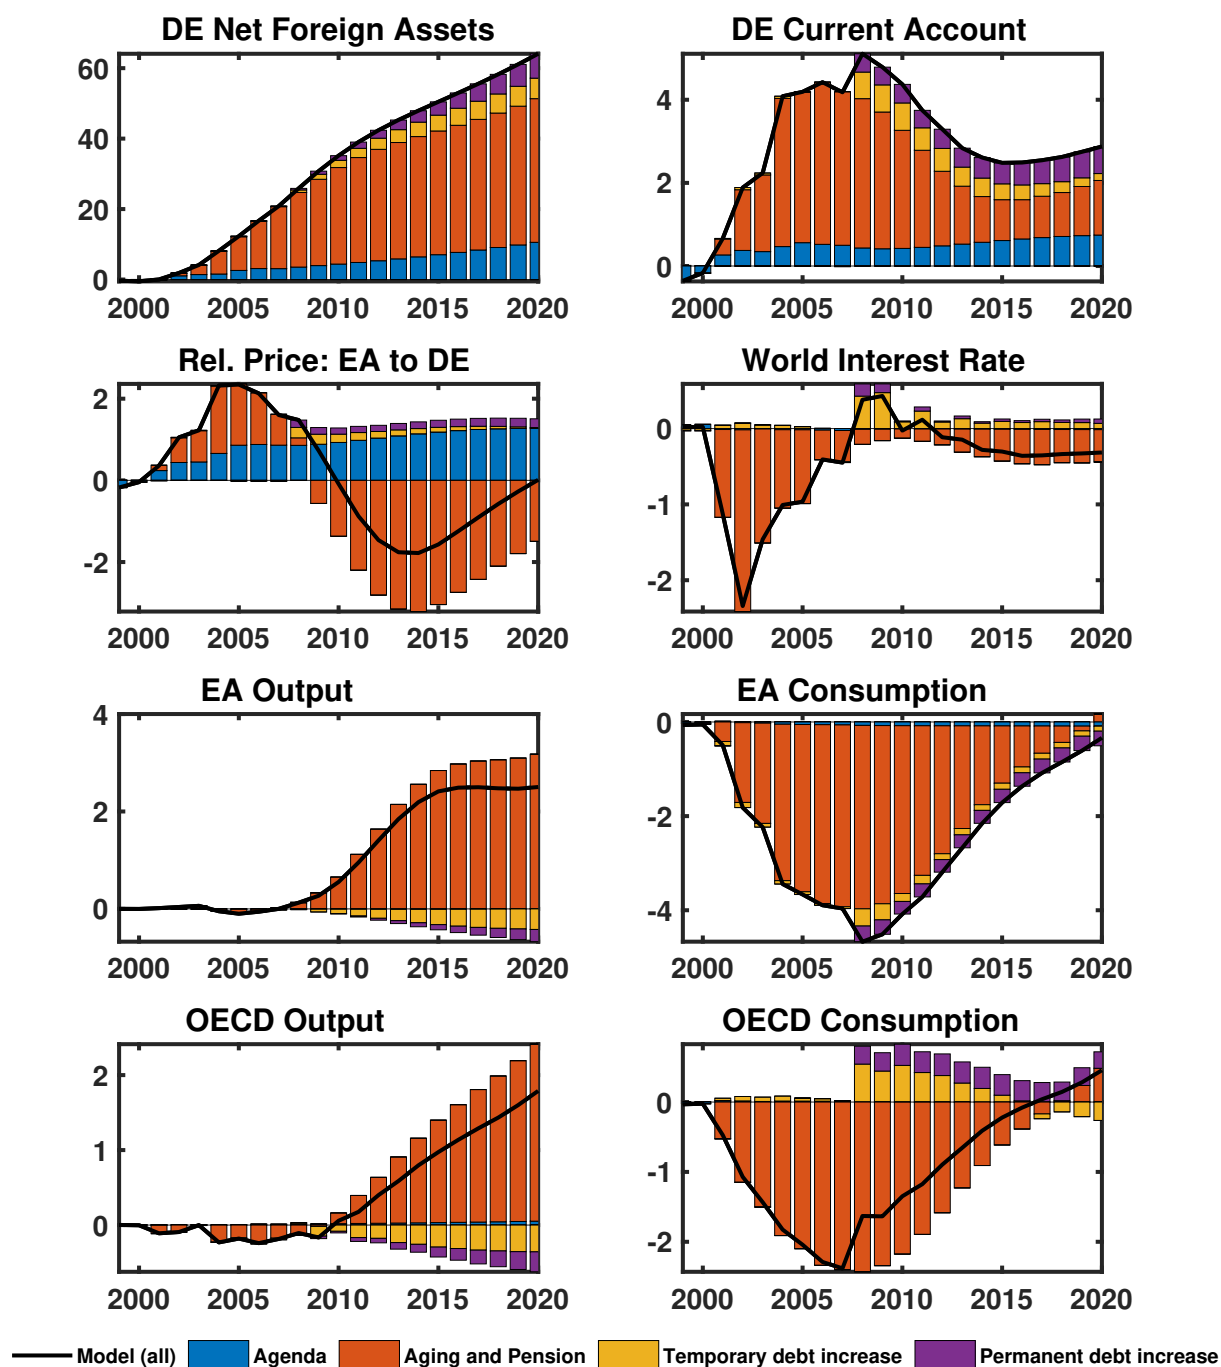 DE Net Foreign Assets
60
40
20
0
2000 2005 2010 2015 2020
DE Current Account
4
2
0
2000 2005 2010 2015 2020
Rel. Price: EA to DE
2
0
-2
2000 2005 2010 2015 2020
World Interest Rate
0
-1
-2
2000 2005 2010 2015 2020
EA Output
4
2
0
2000 2005 2010 2015 2020
EA Consumption
0
-2
-4
2000 2005 2010 2015 2020
OECD Output
2
1
0
2000 2005 2010 2015 2020
OECD Consumption
0
-1
-2
2000 2005 2010 2015 2020
Model (all) Agenda Aging and Pension Temporary debt increase Permanent debt increase